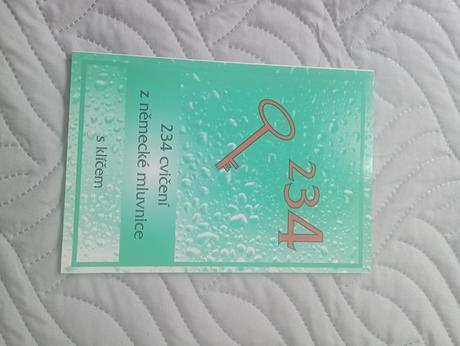 234
234 cvičení
z německé mluvnice
s klíčem